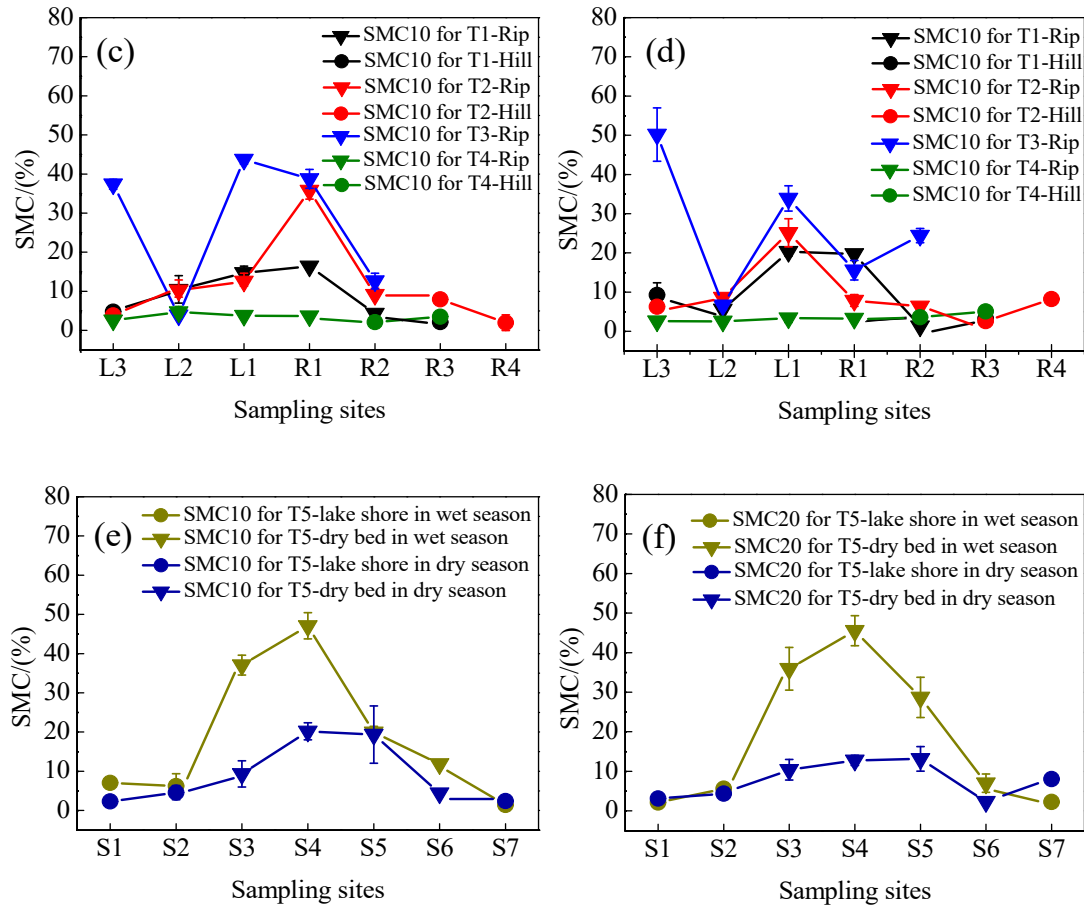 80
70
60
50
40
30
20
10
0
SMC/(%)
(c)
SMC10 for T1-Rip
SMC10 for T1-Hill
SMC10 for T2-Rip
SMC10 for T2-Hill
SMC10 for T3-Rip
SMC10 for T4-Rip
SMC10 for T4-Hill
L3 L2 L1 R1 R2 R3 R4
Sampling sites
80
70
60
50
40
30
20
10
0
SMC/(%)
(d)
SMC10 for T1-Rip
SMC10 for T1-Hill
SMC10 for T2-Rip
SMC10 for T2-Hill
SMC10 for T3-Rip
SMC10 for T4-Rip
SMC10 for T4-Hill
L3 L2 L1 R1 R2 R3 R4
Sampling sites
80
70
60
50
40
30
20
10
0
SMC/(%)
(e)
SMC10 for T5-lake shore in wet season
SMC10 for T5-dry bed in wet season
SMC10 for T5-lake shore in dry season
SMC10 for T5-dry bed in dry season
S1 S2 S3 S4 S5 S6 S7
Sampling sites
80
70
60
50
40
30
20
10
0
SMC/(%)
(f)
SMC20 for T5-lake shore in wet season
SMC20 for T5-dry bed in wet season
SMC20 for T5-lake shore in dry season
SMC20 for T5-dry bed in dry season
S1 S2 S3 S4 S5 S6 S7
Sampling sites